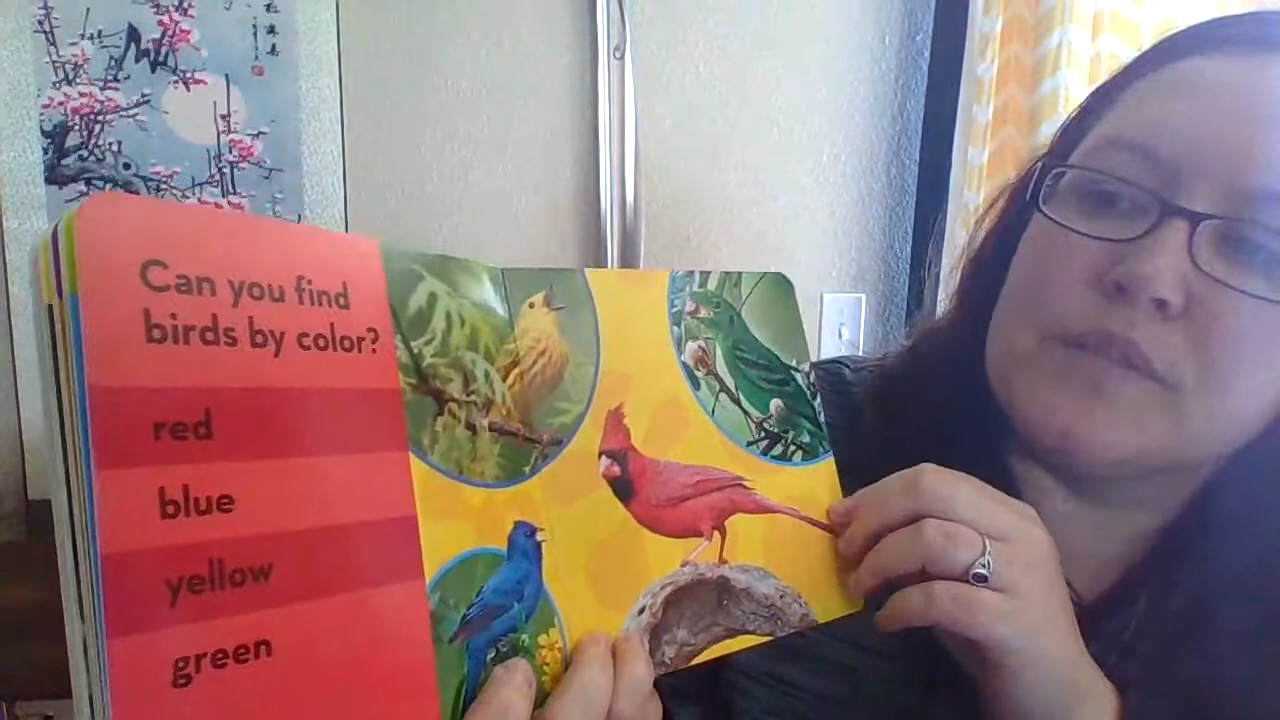 Can you find
birds by color?
red
blue
yellow
green